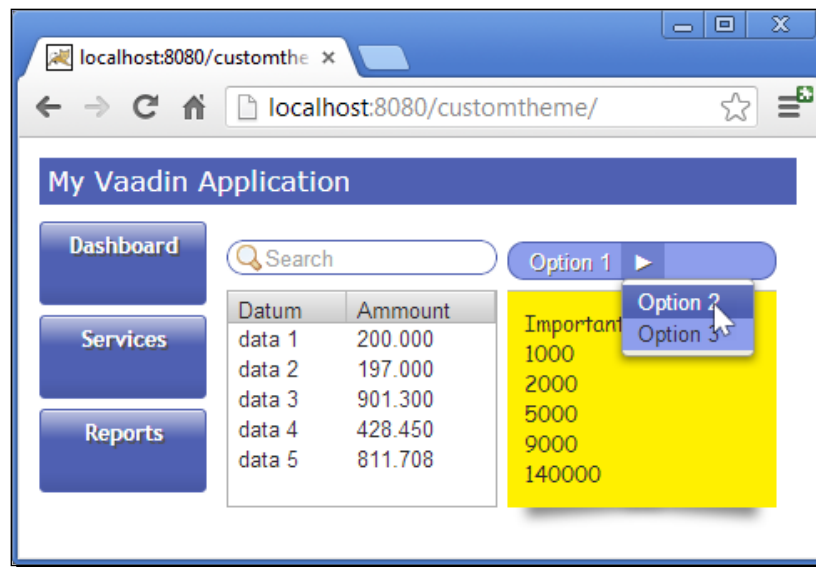 localhost:8080/customthe
localhost:8080/customtheme/
My Vaadin Application
Dashboard
Services
Reports
Search
Datum Ammount
data 1 200.000
data 2 197.000
data 3 901.300
data 4 428.450
data 5 811.708
Option 1
Option 2
Option 3
Important
1000
2000
5000
9000
140000